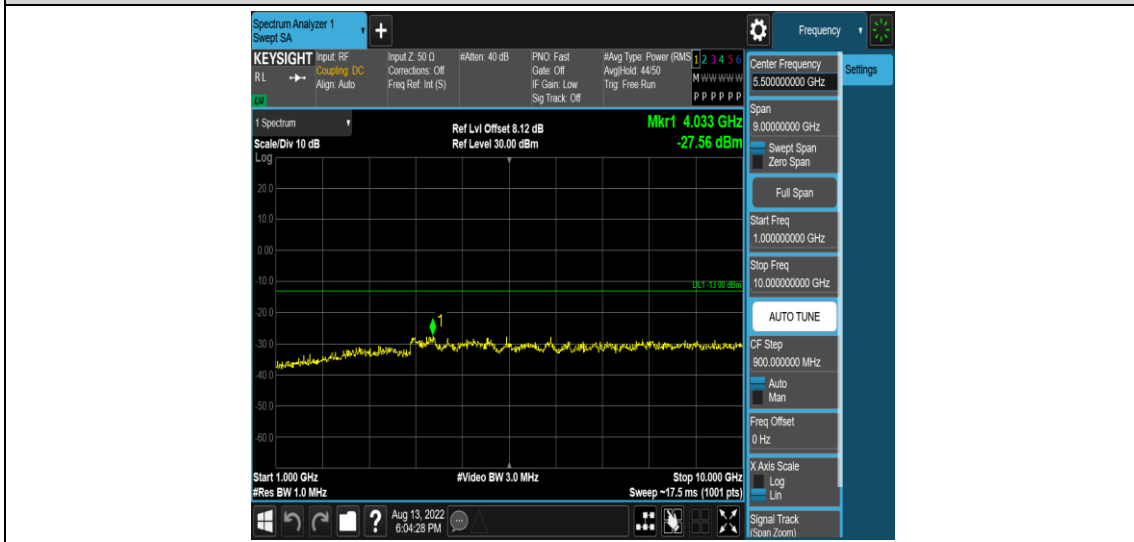 Spectrum Analyzer 1
Swept SA
+
Frequency
KEYSIGHT
RL
LXI
Input: RF
Coupling: DC
Align: Auto
Input Z: 50 Ω
Corrections: Off
Freq Ref: Int (S)
#Atten: 40 dB
PNO: Fast
Gate: Off
IF Gain: Low
Sig Track: Off
#Avg Type: Power (RMS
Avg|Hold: 44/50
Trig: Free Run
1 2 3 4 5 6
M W W W W W
P P P P P P
Center Frequency
5.500000000 GHz
Settings
Span
9.00000000 GHz
Swept Span
Zero Span
Full Span
Start Freq
1.000000000 GHz
Stop Freq
10.000000000 GHz
AUTO TUNE
CF Step
900.000000 MHz
Auto
Man
Freq Offset
0 Hz
X Axis Scale
Log
Lin
Signal Track
(Span Zoom)
1 Spectrum
Scale/Div 10 dB
Ref Lvl Offset 8.12 dB
Ref Level 30.00 dBm
Mkr1 4.033 GHz
-27.56 dBm
Log
20.0
10.0
0.00
-10.0
DL1 -13.00 dBm
-20.0
1
-30.0
-40.0
-50.0
-60.0
Start 1.000 GHz
#Res BW 1.0 MHz
#Video BW 3.0 MHz
Stop 10.000 GHz
Sweep ~17.5 ms (1001 pts)
?
Aug 13, 2022
6:04:28 PM